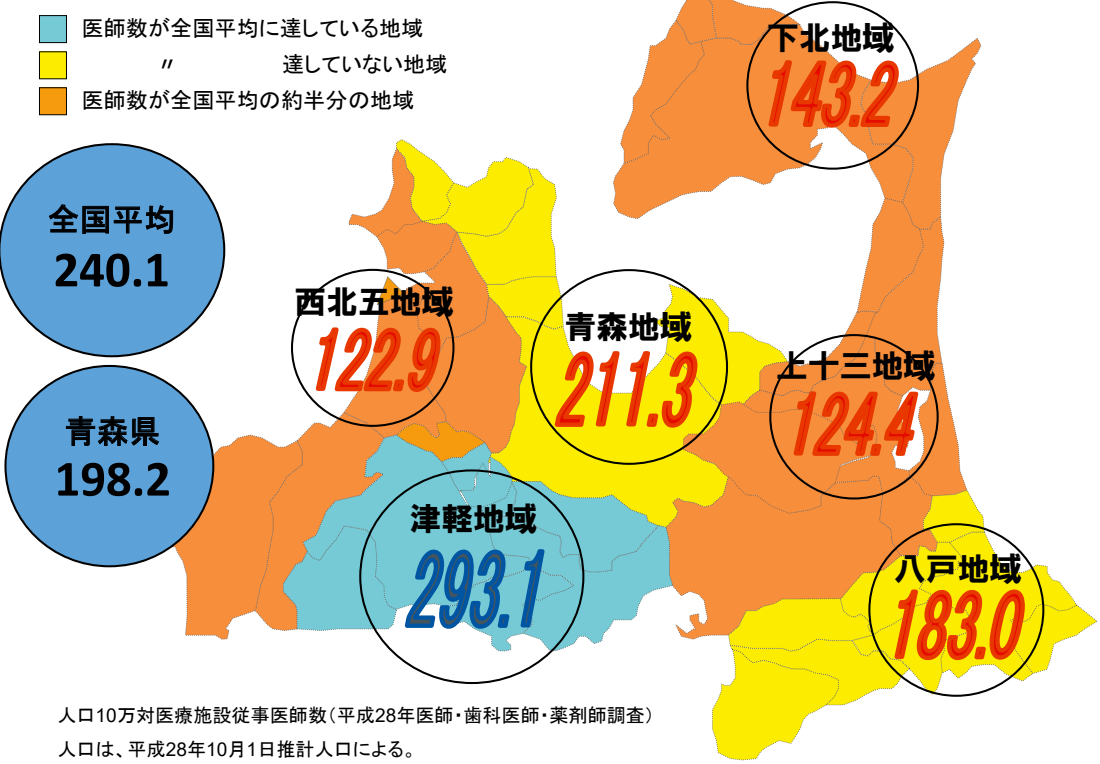 医師数が全国平均に達している地域
〃 達していない地域
医師数が全国平均の約半分の地域
下北地域
143.2
全国平均
240.1
西北五地域
122.9
青森地域
211.3
上十三地域
124.4
青森県
198.2
津軽地域
293.1
八戸地域
183.0
人口10万対医療施設従事医師数(平成28年医師・歯科医師・薬剤師調査)
人口は、平成28年10月1日推計人口による。